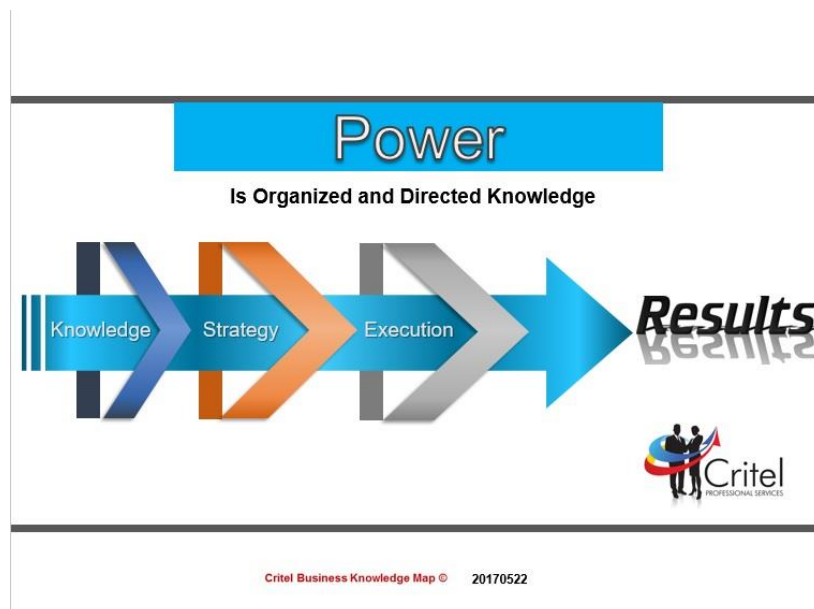 Power
Is Organized and Directed Knowledge
Knowledge Strategy Execution Results
Critel
PROFESSIONAL SERVICES
Critel Business Knowledge Map © 20170522